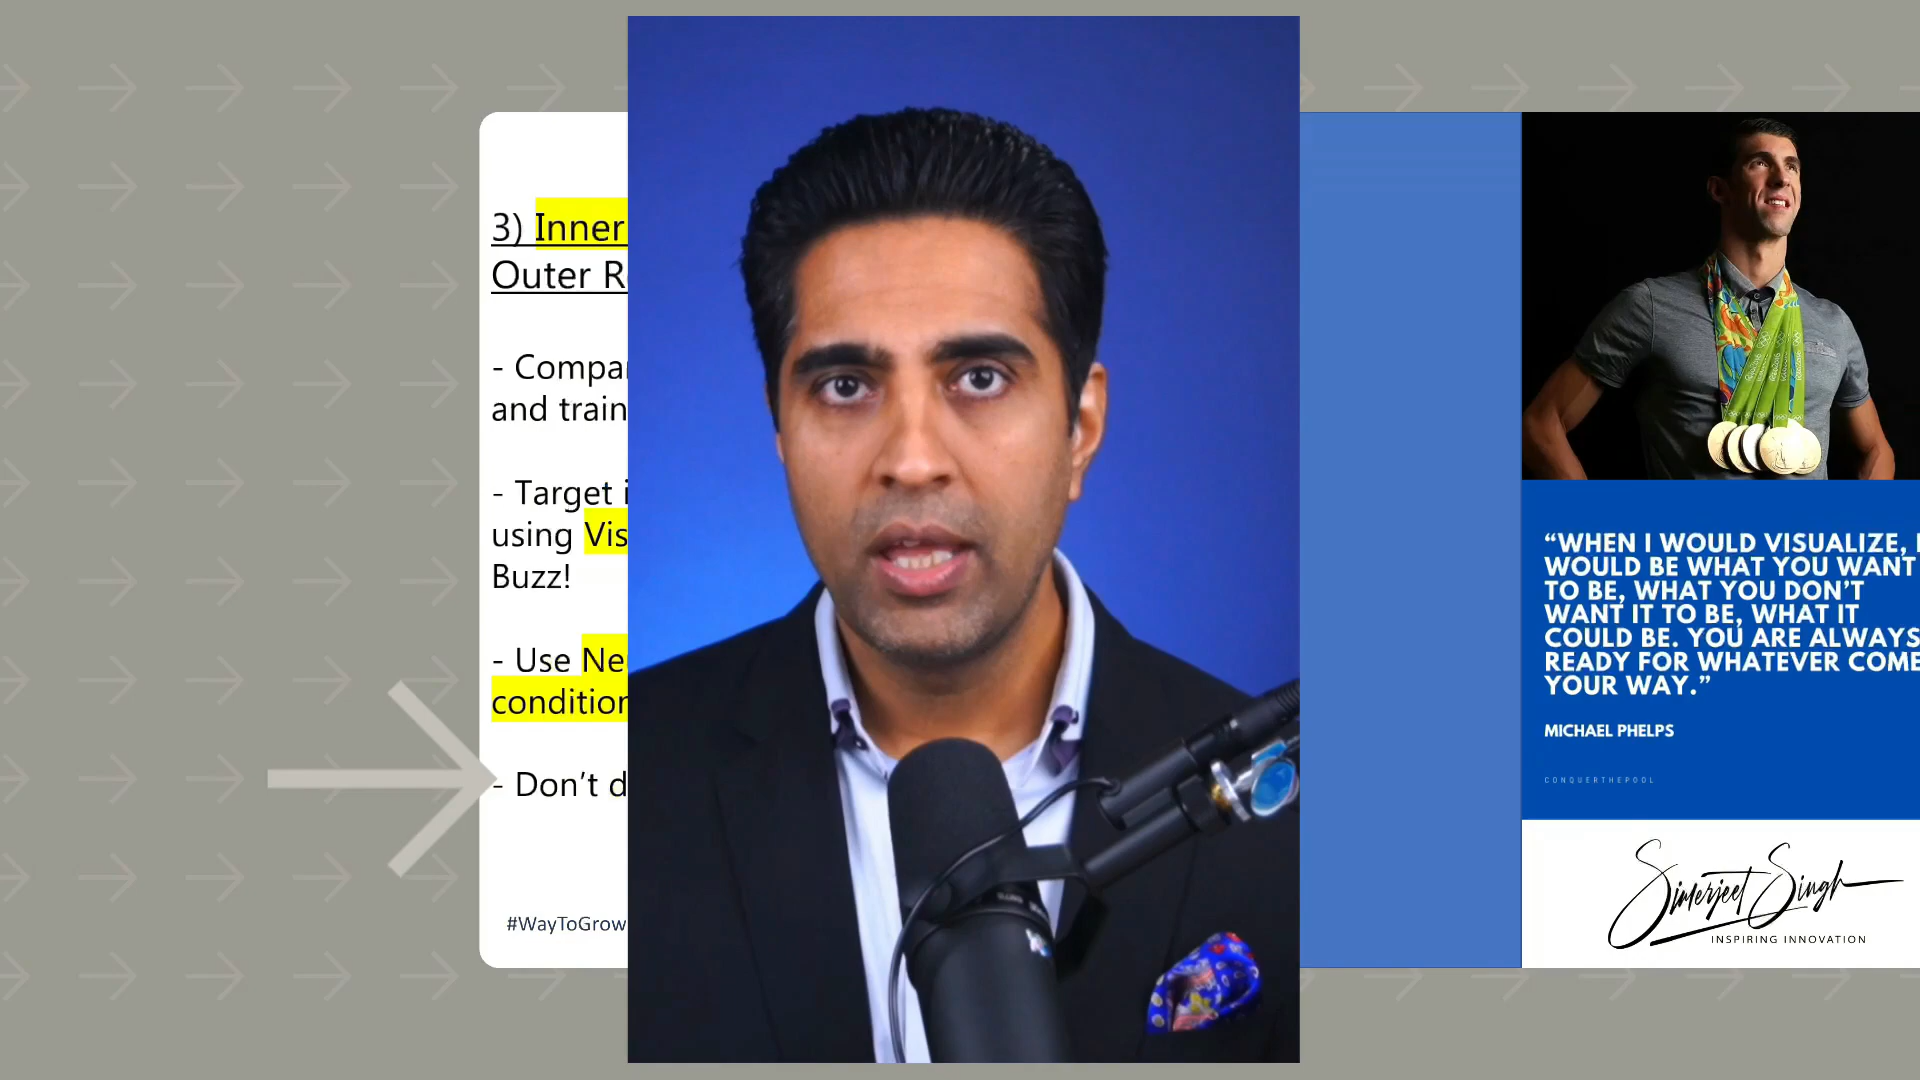 3) Inner
Outer R
- Compa
and train
- Target i
using Vis
Buzz!
- Use Ne
condition
- Don’t d
#WayToGrow
“WHEN I WOULD VISUALIZE, I
WOULD BE WHAT YOU WANT
TO BE, WHAT YOU DON’T
WANT IT TO BE, WHAT IT
COULD BE. YOU ARE ALWAYS
READY FOR WHATEVER COME
YOUR WAY.”
MICHAEL PHELPS
CONQUERTHEPOOL
Simerjeet Singh
INSPIRING INNOVATION